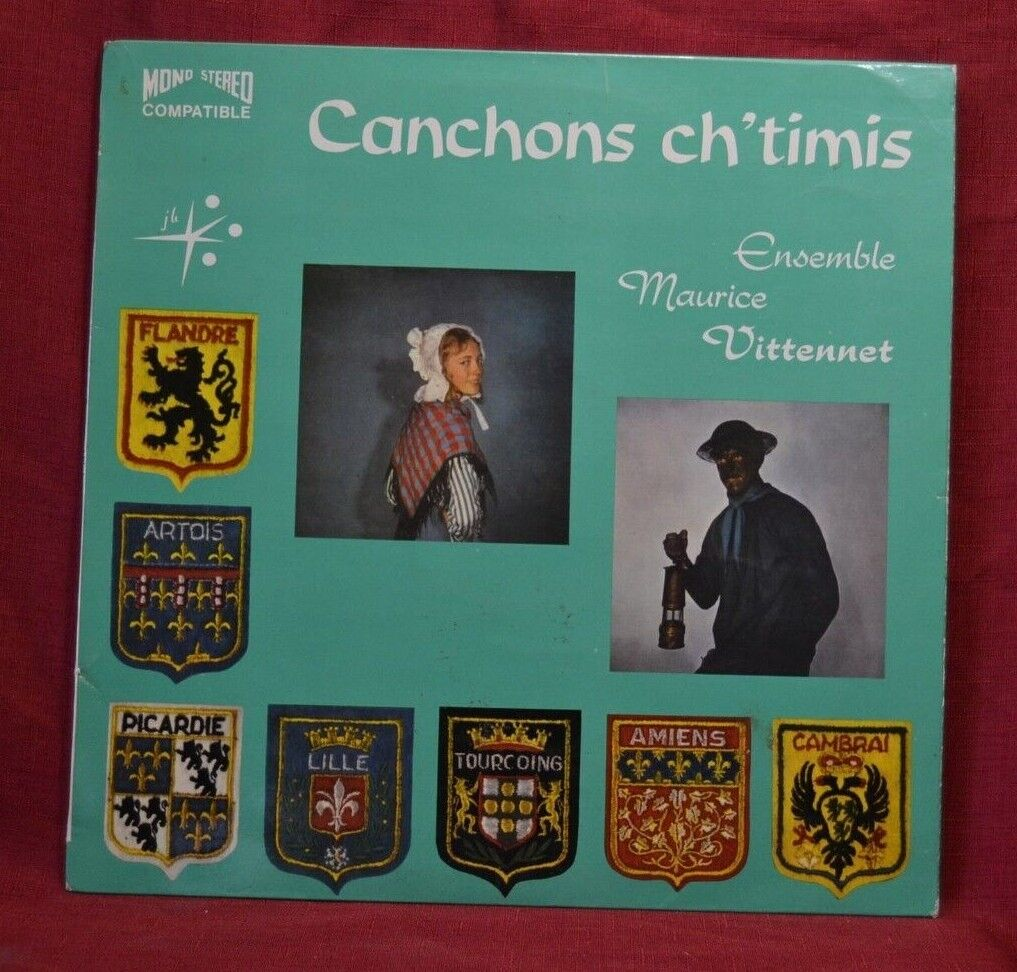 MONO STEREO
COMPATIBLE
Canchons ch'timis
Ensemble
Maurice
Vittennet
FLANDRE
ARTOIS
PICARDIE
LILLE
TOURCOING
AMIENS
CAMBRAI